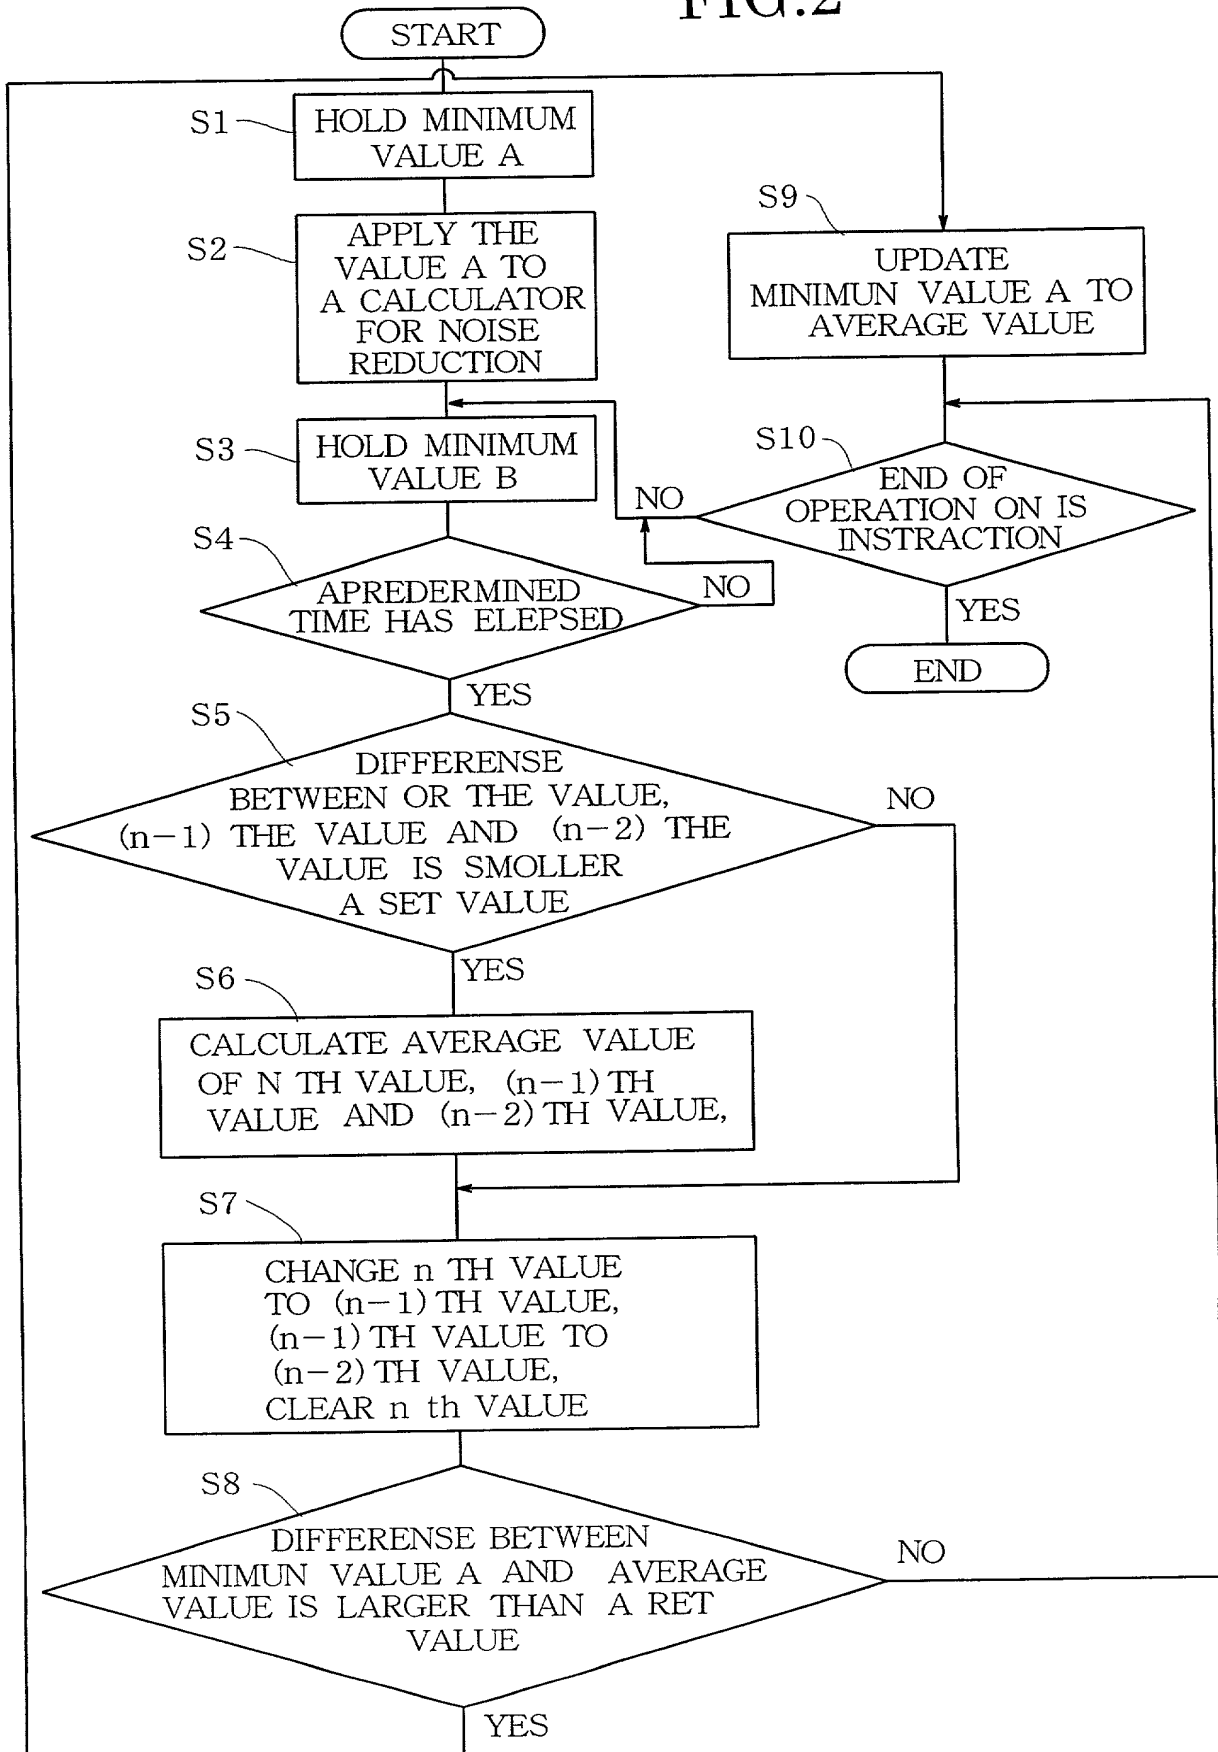 FIG.2
START
S1
HOLD MINIMUM
VALUE A
S2
APPLY THE
VALUE A TO
A CALCULATOR
FOR NOISE
REDUCTION
S3
HOLD MINIMUM
VALUE B
S4
APREDERMINED
TIME HAS ELEPSED
NO
YES
S5
DIFFERENSE
BETWEEN OR THE VALUE,
(n-1) THE VALUE AND (n-2) THE
VALUE IS SMOLLER
A SET VALUE
NO
YES
S6
CALCULATE AVERAGE VALUE
OF N TH VALUE, (n-1) TH
VALUE AND (n-2) TH VALUE,
S7
CHANGE n TH VALUE
TO (n-1) TH VALUE,
(n-1) TH VALUE TO
(n-2) TH VALUE,
CLEAR n th VALUE
S8
DIFFERENSE BETWEEN
MINIMUN VALUE A AND AVERAGE
VALUE IS LARGER THAN A RET
VALUE
NO
YES
S9
UPDATE
MINIMUN VALUE A TO
AVERAGE VALUE
S10
END OF
OPERATION ON IS
INSTRACTION
NO
YES
END